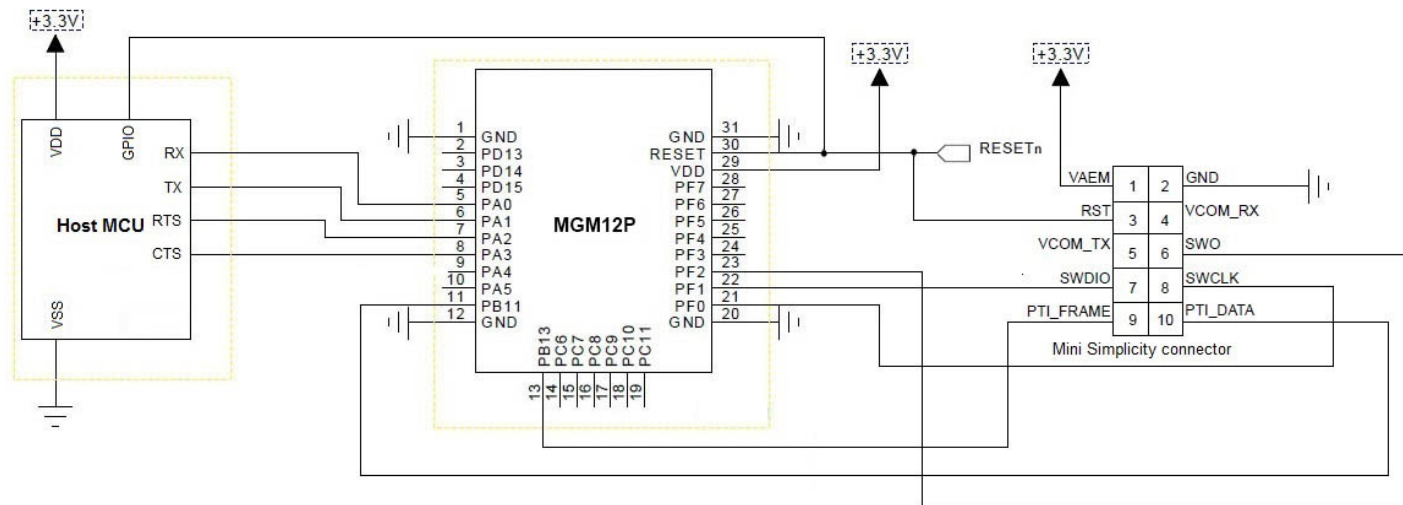 +3.3V
VDD
GPIO
RX
TX
RTS
CTS
Host MCU
VSS
1
2
3
4
5
6
7
8
9
10
11
12
GND
PD13
PD14
PD15
PA0
PA1
PA2
PA3
PA4
PA5
PB11
GND
MGM12P
PB13
PC6
PC7
PC8
PC9
PC10
PC11
13
14
15
16
17
18
19
GND
RESET
VDD
PF7
PF6
PF5
PF4
PF3
PF2
PF1
PF0
GND
31
30
29
28
27
26
25
24
23
22
21
20
+3.3V
RESETn
+3.3V
VAEM 1 2 GND
RST 3 4 VCOM_RX
VCOM_TX 5 6 SWO
SWDIO 7 8 SWCLK
PTI_FRAME 9 10 PTI_DATA
Mini Simplicity connector